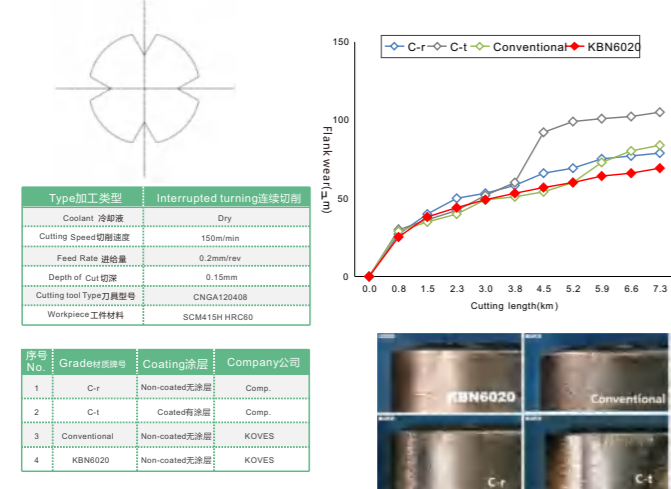 Type加工类型 Interrupted turning连续切削
Coolant 冷却液 Dry
Cutting Speed切削速度 150m/min
Feed Rate 进给量 0.2mm/rev
Depth of Cut切深 0.15mm
Cutting tool Type刀具型号 CNGA120408
Workpiece工件材料 SCM415H HRC60
序号 No. Grade材质牌号 Coating涂层 Company公司
1 C-r Non-coated无涂层 Comp.
2 C-t Coated有涂层 Comp.
3 Conventional Non-coated无涂层 KOVES
4 KBN6020 Non-coated无涂层 KOVES
C-r C-t Conventional KBN6020
Flank wear(μm)
150
100
50
0
0.0 0.8 1.5 2.3 3.0 3.8 4.5 5.2 5.9 6.6 7.3
Cutting length(km)
KBN6020
Conventional
C-r
C-t